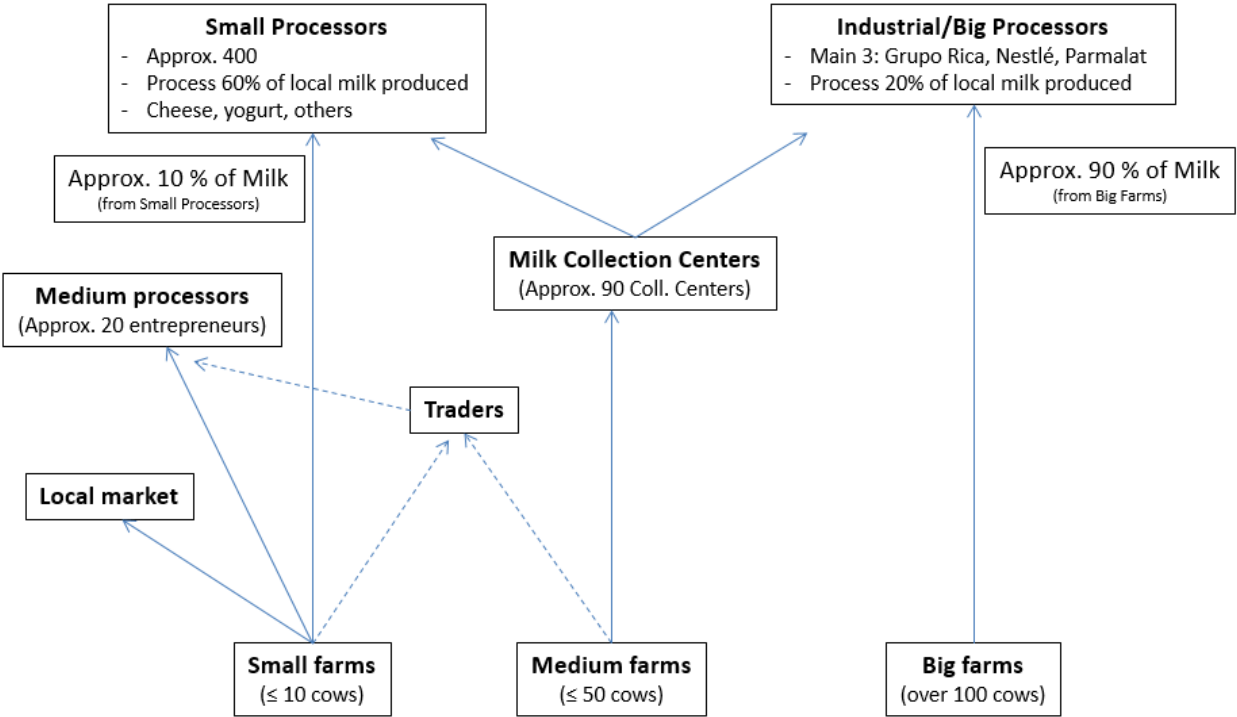 Small Processors
- Approx. 400
- Process 60% of local milk produced
- Cheese, yogurt, others
Industrial/Big Processors
- Main 3: Grupo Rica, Nestlé, Parmalat
- Process 20% of local milk produced
Approx. 10 % of Milk
(from Small Processors)
Approx. 90 % of Milk
(from Big Farms)
Milk Collection Centers
(Approx. 90 Coll. Centers)
Medium processors
(Approx. 20 entrepreneurs)
Traders
Local market
Small farms
(≤ 10 cows)
Medium farms
(≤ 50 cows)
Big farms
(over 100 cows)